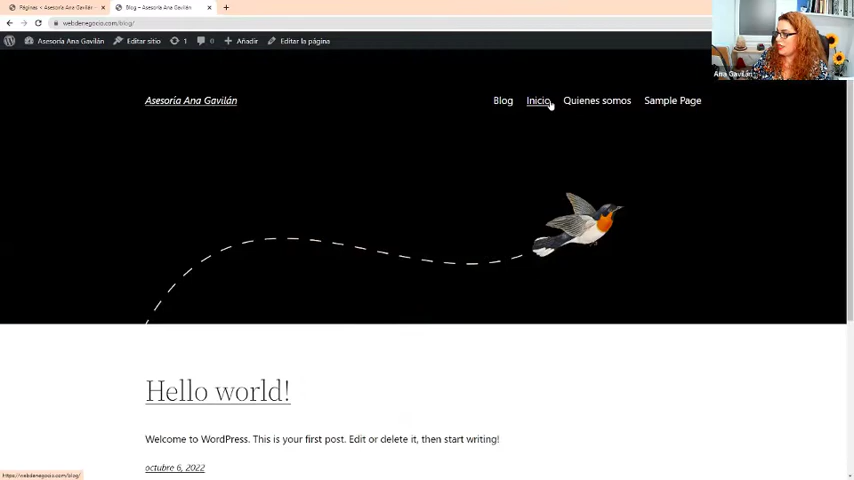 Páginas < Asesoría Ana Gavilán
Blog – Asesoría Ana Gavilán
webdenegocio.com/blog/
Asesoría Ana Gavilán
Editar sitio
1
0
Añadir
Editar la página
Ana Gavilán
Asesoría Ana Gavilán
Blog
Inicio
Quienes somos
Sample Page
Hello world!
Welcome to WordPress. This is your first post. Edit or delete it, then start writing!
octubre 6, 2022
https://webdenegocio.com/blog/